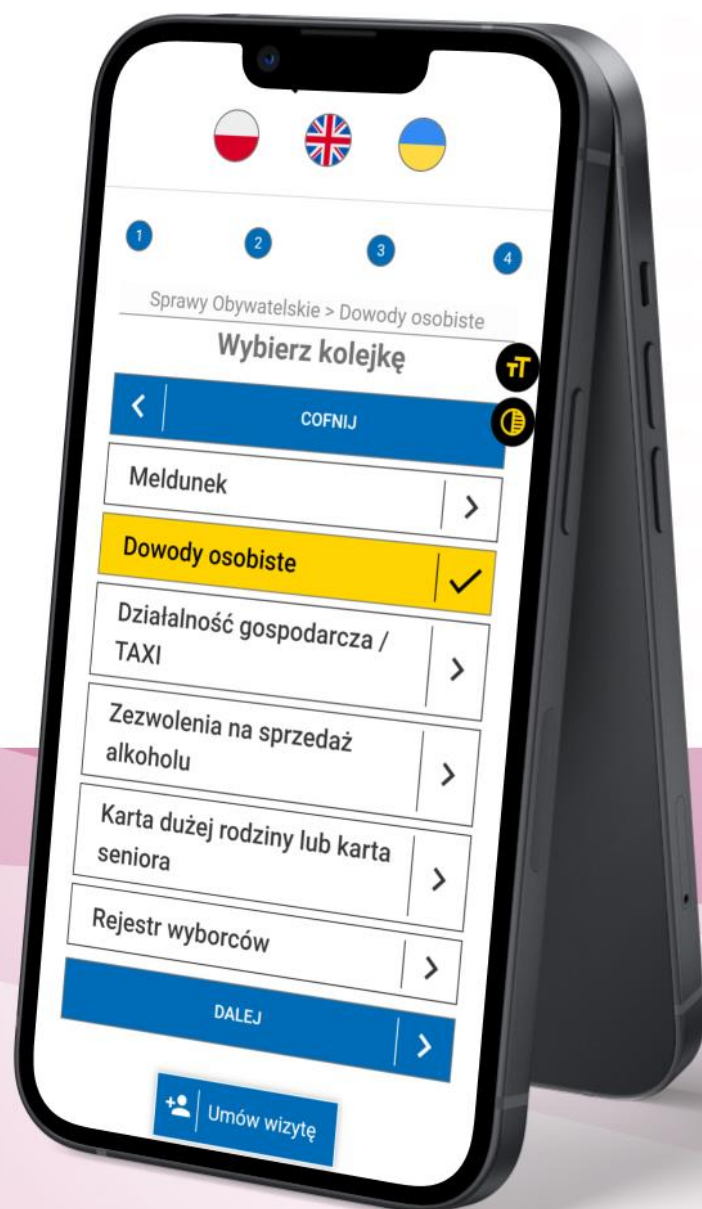 1 2 3 4
Sprawy Obywatelskie > Dowody osobiste
Wybierz kolejkę
TT
COFNIJ
Meldunek
Dowody osobiste
Działalność gospodarcza /
TAXI
Zezwolenia na sprzedaż
alkoholu
Karta dużej rodziny lub karta
seniora
Rejestr wyborców
DALEJ
Umów wizytę